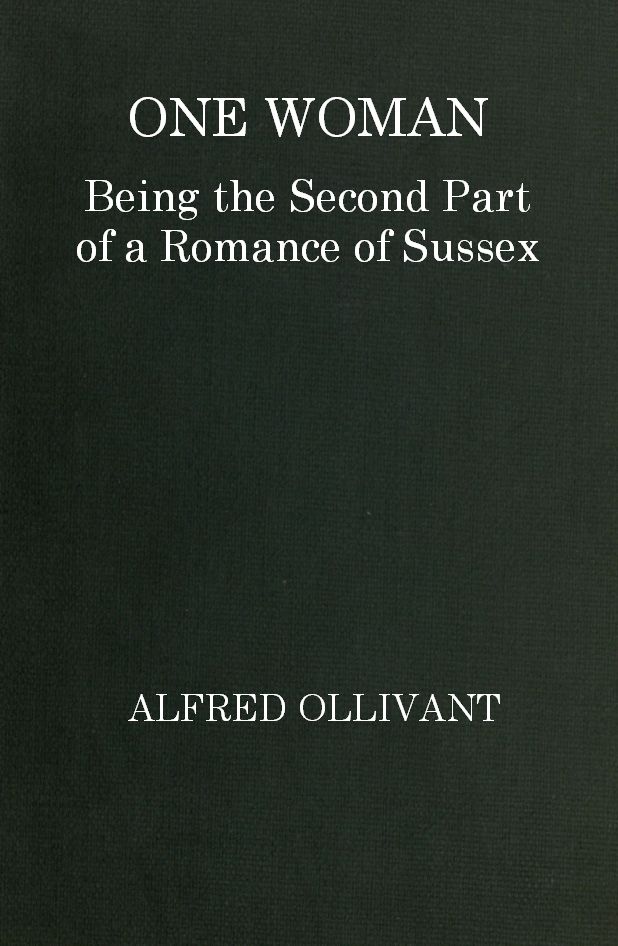 ONE WOMAN
Being the Second Part
of a Romance of Sussex
ALFRED OLLIVANT